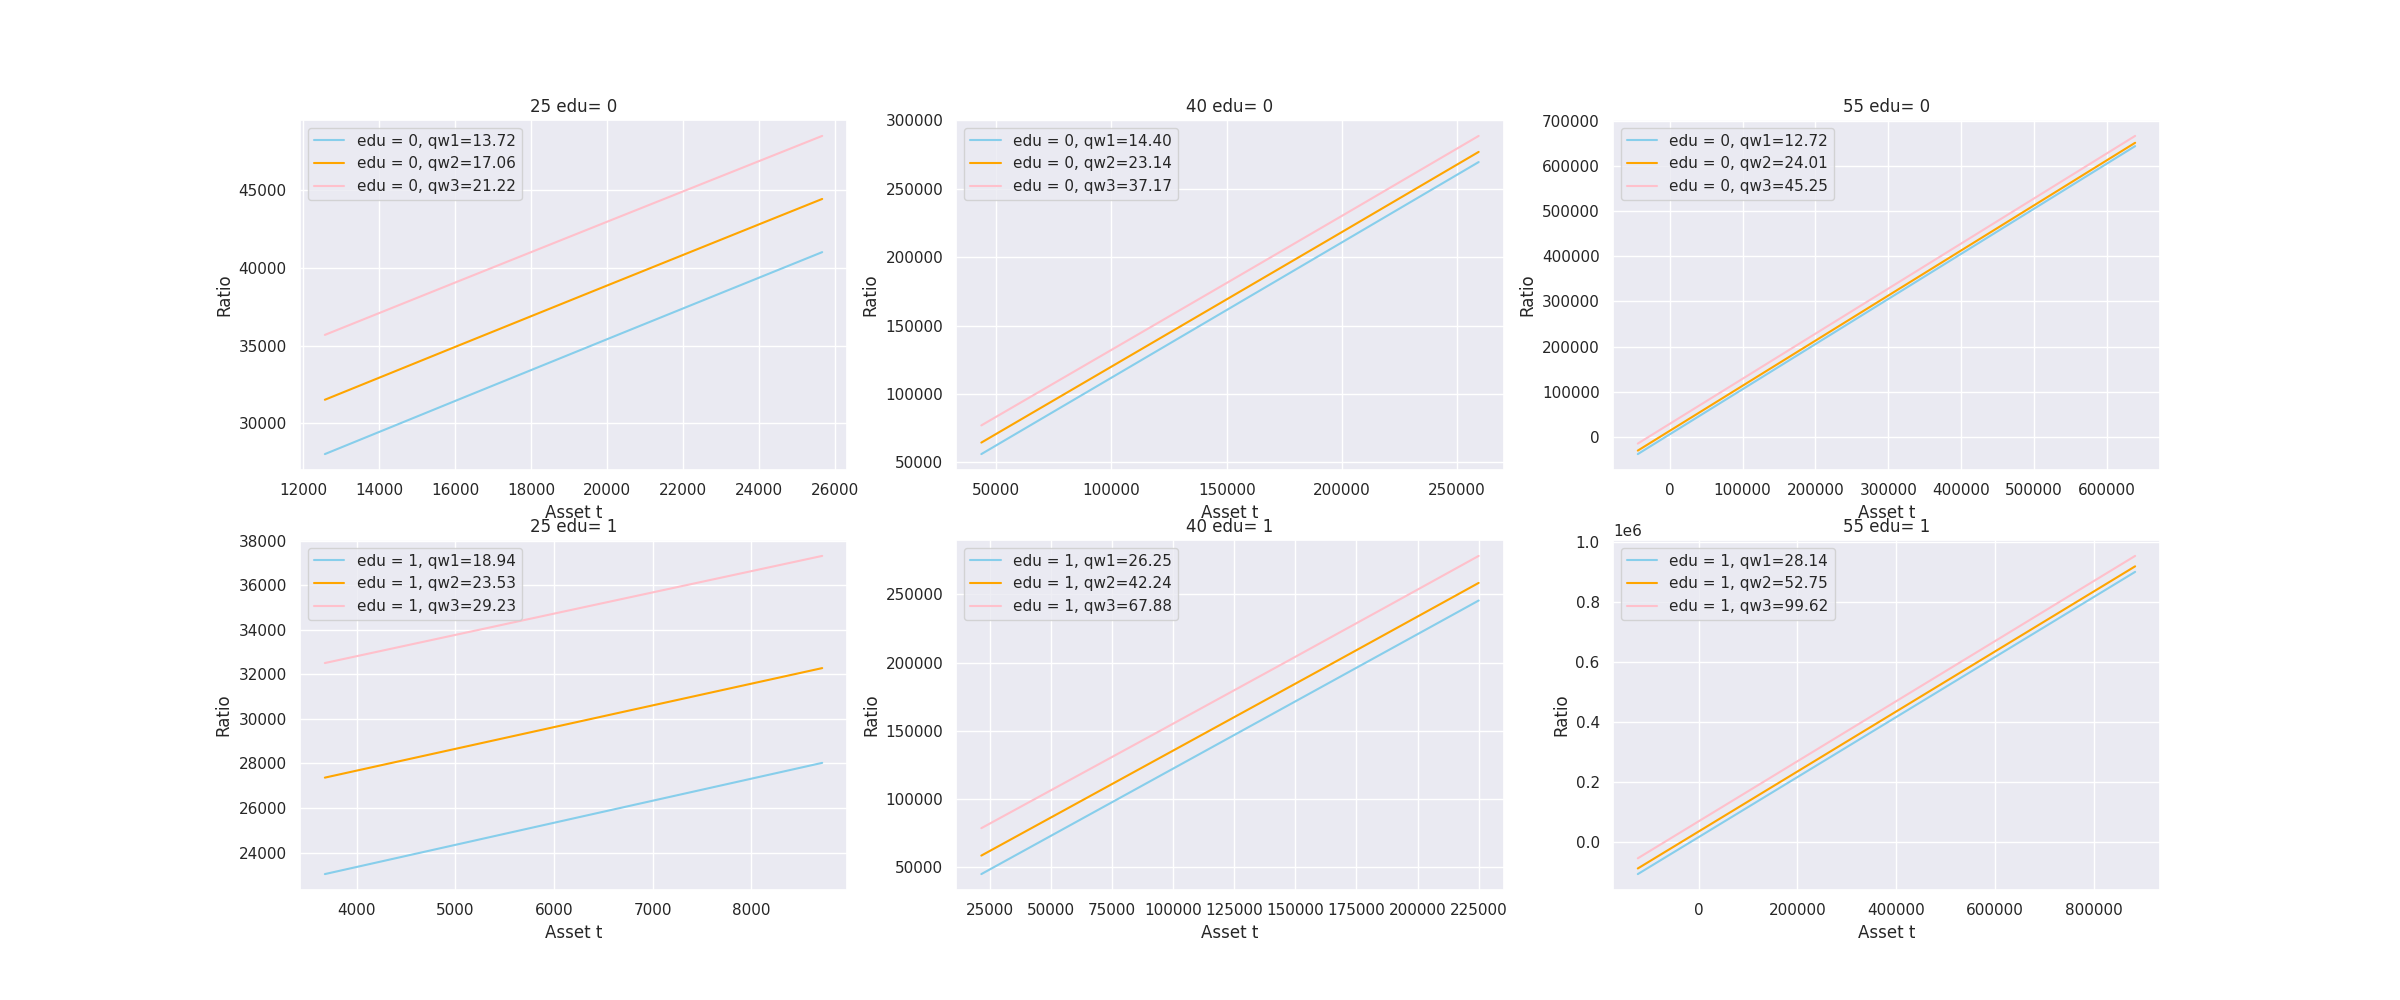 25 edu= 0
edu = 0, qw1=13.72
edu = 0, qw2=17.06
edu = 0, qw3=21.22
45000
40000
35000
30000
Ratio
12000 14000 16000 18000 20000 22000 24000 26000
Asset t
40 edu= 0
edu = 0, qw1=14.40
edu = 0, qw2=23.14
edu = 0, qw3=37.17
300000
250000
200000
150000
100000
50000
Ratio
50000 100000 150000 200000 250000
Asset t
55 edu= 0
edu = 0, qw1=12.72
edu = 0, qw2=24.01
edu = 0, qw3=45.25
700000
600000
500000
400000
300000
200000
100000
0
Ratio
0 100000 200000 300000 400000 500000 600000
Asset t
25 edu= 1
edu = 1, qw1=18.94
edu = 1, qw2=23.53
edu = 1, qw3=29.23
38000
36000
34000
32000
30000
28000
26000
24000
Ratio
4000 5000 6000 7000 8000
Asset t
40 edu= 1
edu = 1, qw1=26.25
edu = 1, qw2=42.24
edu = 1, qw3=67.88
250000
200000
150000
100000
50000
Ratio
25000 50000 75000 100000 125000 150000 175000 200000 225000
Asset t
55 edu= 1
1e6
edu = 1, qw1=28.14
edu = 1, qw2=52.75
edu = 1, qw3=99.62
1.0
0.8
0.6
0.4
0.2
0.0
Ratio
0 200000 400000 600000 800000
Asset t